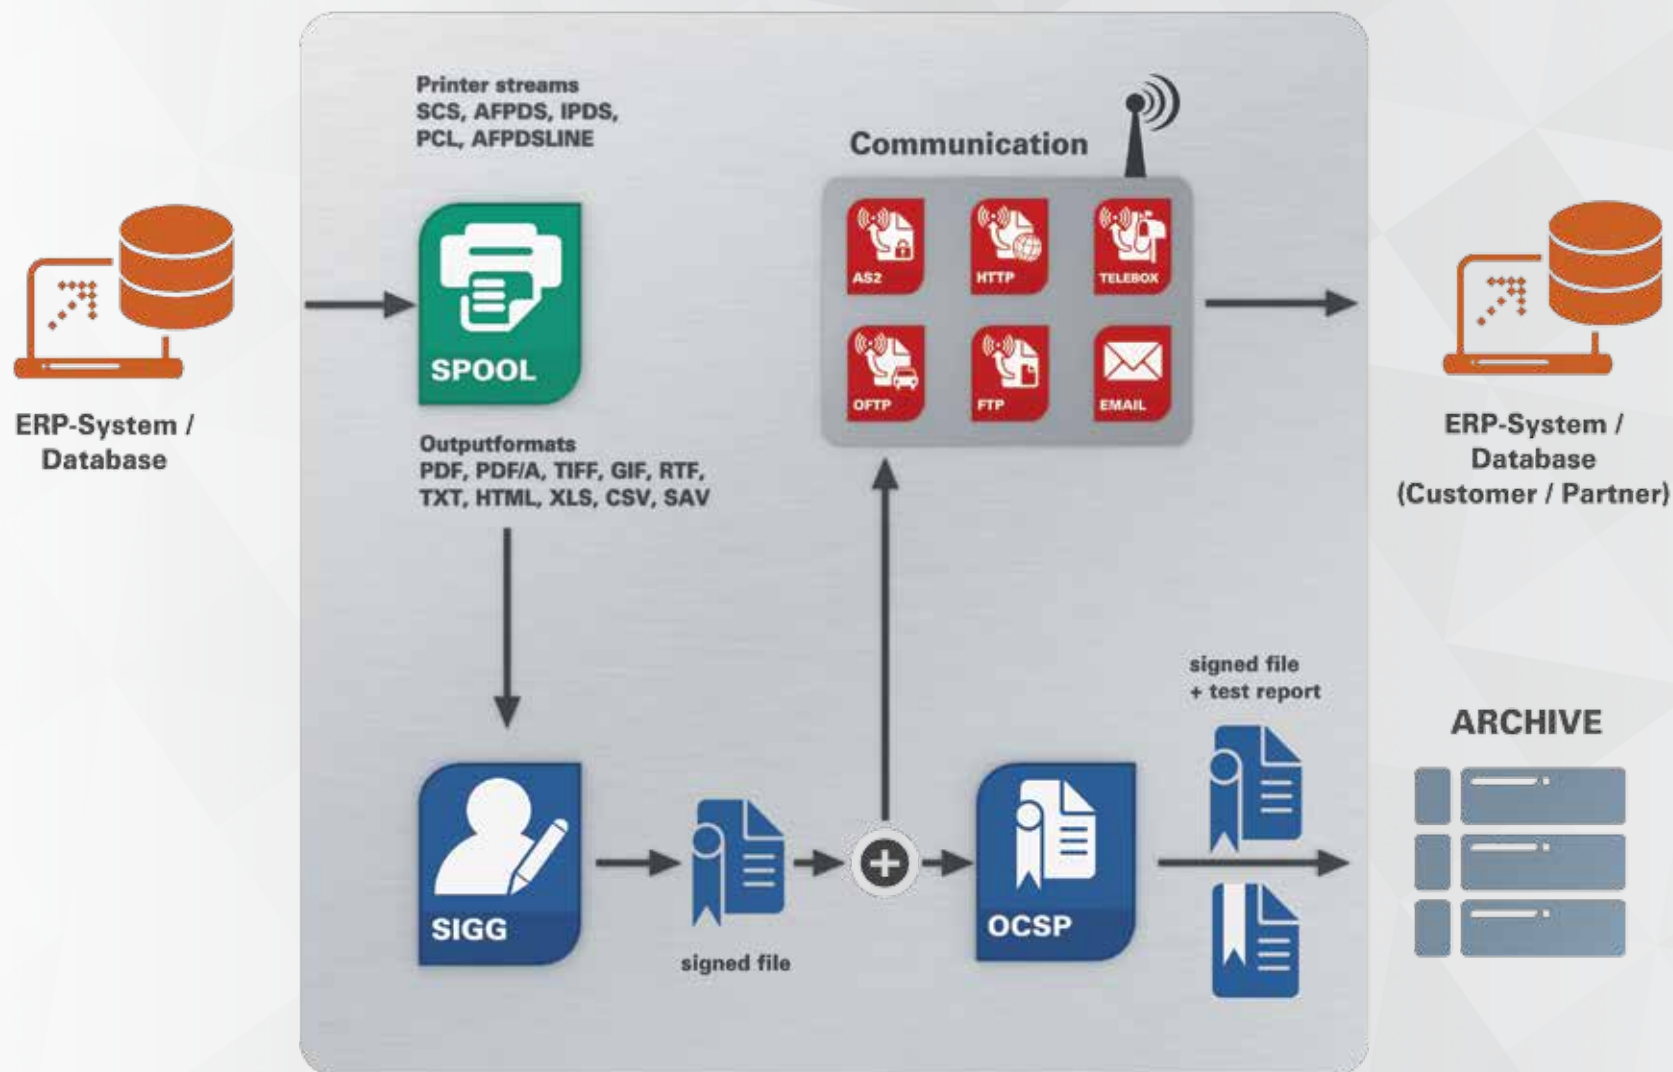 Printer streams
SCS, AFPDS, IPDS,
PCL, AFPDSLINE
SPOOL
Outputformats
PDF, PDF/A, TIFF, GIF, RTF,
TXT, HTML, XLS, CSV, SAV
ERP-System /
Database
Communication
AS2
HTTP
TELEBOX
OFTP
FTP
EMAIL
ERP-System /
Database
(Customer / Partner)
SIGG
signed file
OCSP
signed file
+ test report
ARCHIVE